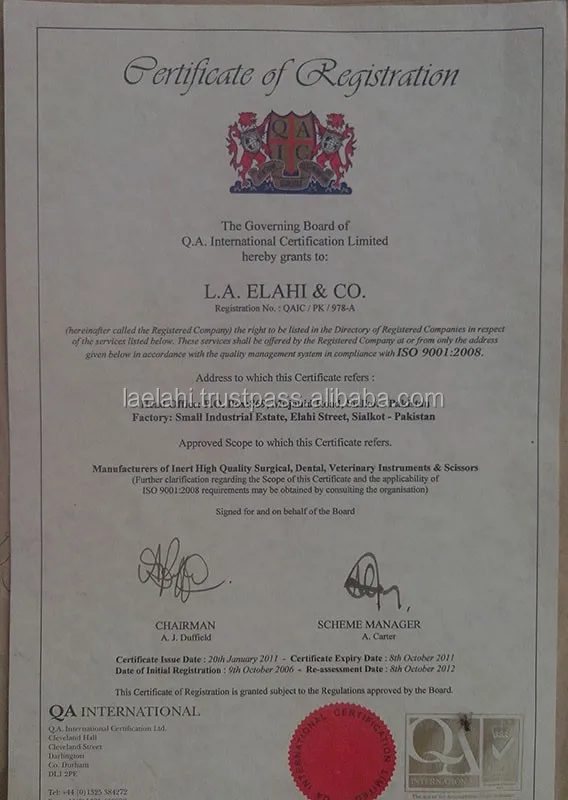 Certificate of Registration
Q A
I C
The Governing Board of
Q.A. International Certification Limited
hereby grants to:
L.A. ELAHI & CO.
Registration No. : QAIC / PK / 978-A
(hereinafter called the Registered Company) the right to be listed in the Directory of Registered Companies in respect
of the services listed below. These services shall be offered by the Registered Company at or from only the address
given below in accordance with the quality management system in compliance with ISO 9001:2008.
Address to which this Certificate refers :
laelahi.trustpass.alibaba.com
Factory: Small Industrial Estate, Elahi Street, Sialkot - Pakistan
Approved Scope to which this Certificate refers.
Manufacturers of Inert High Quality Surgical, Dental, Veterinary Instruments & Scissors
(Further clarification regarding the Scope of this Certificate and the applicability of
ISO 9001:2008 requirements may be obtained by consulting the organisation)
Signed for and on behalf of the Board
CHAIRMAN
A. J. Duffield
SCHEME MANAGER
A. Carter
Certificate Issue Date : 20th January 2011 - Certificate Expiry Date : 8th October 2011
Date of Initial Registration : 9th October 2006 - Re-assessment Date : 8th October 2012
This Certificate of Registration is granted subject to the Regulations approved by the Board.
QA INTERNATIONAL
Q.A. International Certification Ltd.
Cleveland Hall
Cleveland Street
Darlington
Co. Durham
DL1 2PE
Tel: +44 (0)1325 384272
INTERNATIONAL CERTIFICATION LIMITED
QA
INTERNATIONAL